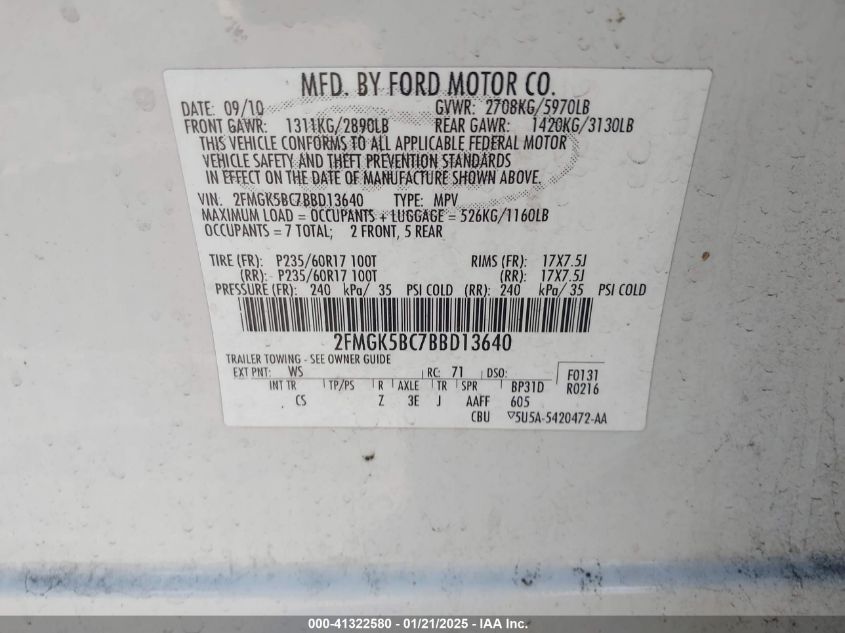 MFD. BY FORD MOTOR CO.
DATE: 09/10 GVWR: 2708KG/5970LB
FRONT GAWR: 1311KG/2890LB REAR GAWR: 1420KG/3130LB
THIS VEHICLE CONFORMS TO ALL APPLICABLE FEDERAL MOTOR
VEHICLE SAFETY AND THEFT PREVENTION STANDARDS
IN EFFECT ON THE DATE OF MANUFACTURE SHOWN ABOVE.
VIN: 2FMGK5BC7BBD13640 TYPE: MPV
MAXIMUM LOAD = OCCUPANTS + LUGGAGE = 526KG/1160LB
OCCUPANTS = 7 TOTAL; 2 FRONT, 5 REAR
TIRE (FR): P235/60R17 100T RIMS (FR): 17X7.5J
(RR): P235/60R17 100T (RR): 17X7.5J
PRESSURE (FR): 240 kPa/ 35 PSI COLD (RR): 240 kPa/ 35 PSI COLD
2FMGK5BC7BBD13640
TRAILER TOWING - SEE OWNER GUIDE
EXT PNT: WS RC: 71 DSO: F0131
INT TR TP/PS R AXLE TR SPR BP31D R0216
CS Z 3E J AAFF 605
CBU 5U5A-5420472-AA
000-41322580 - 01/21/2025 - IAA Inc.